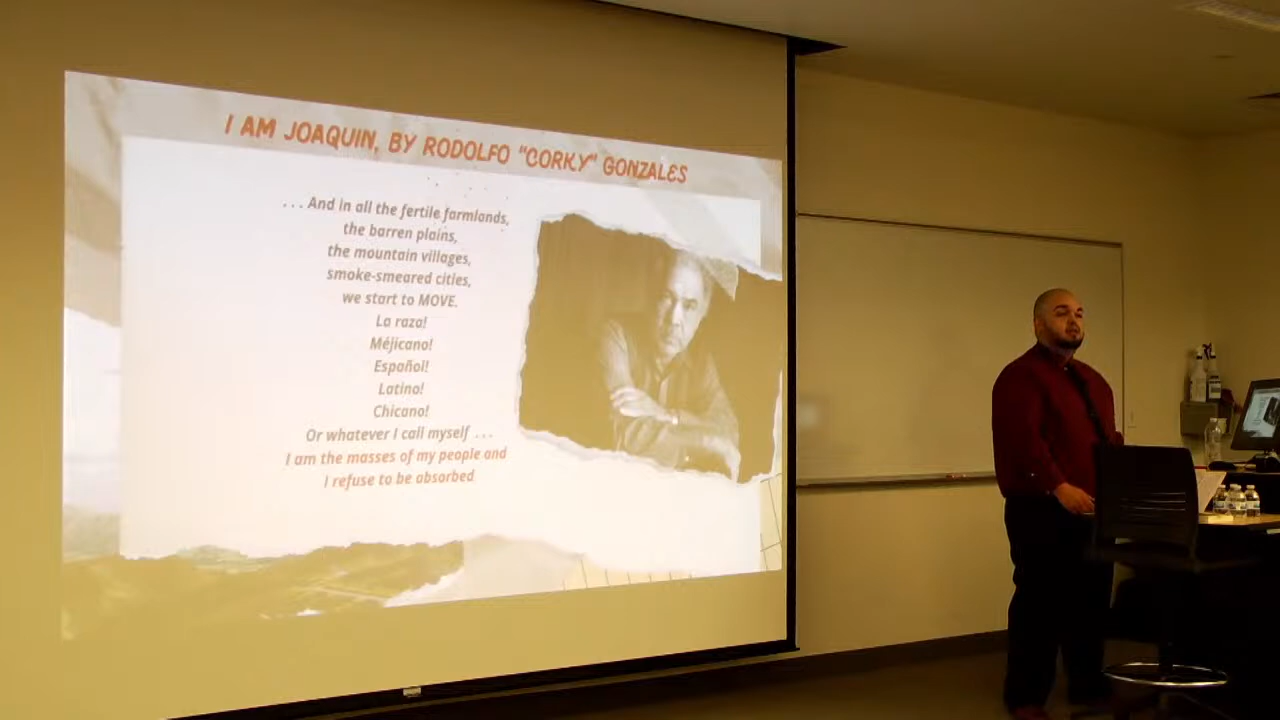 I AM JOAQUIN, BY RODOLFO "CORKY" GONZALES
. . . And in all the fertile farmlands,
the barren plains,
the mountain villages,
smoke-smeared cities,
we start to MOVE.
La raza!
Méjicano!
Español!
Latino!
Chicano!
Or whatever I call myself . . .
I am the masses of my people and
I refuse to be absorbed